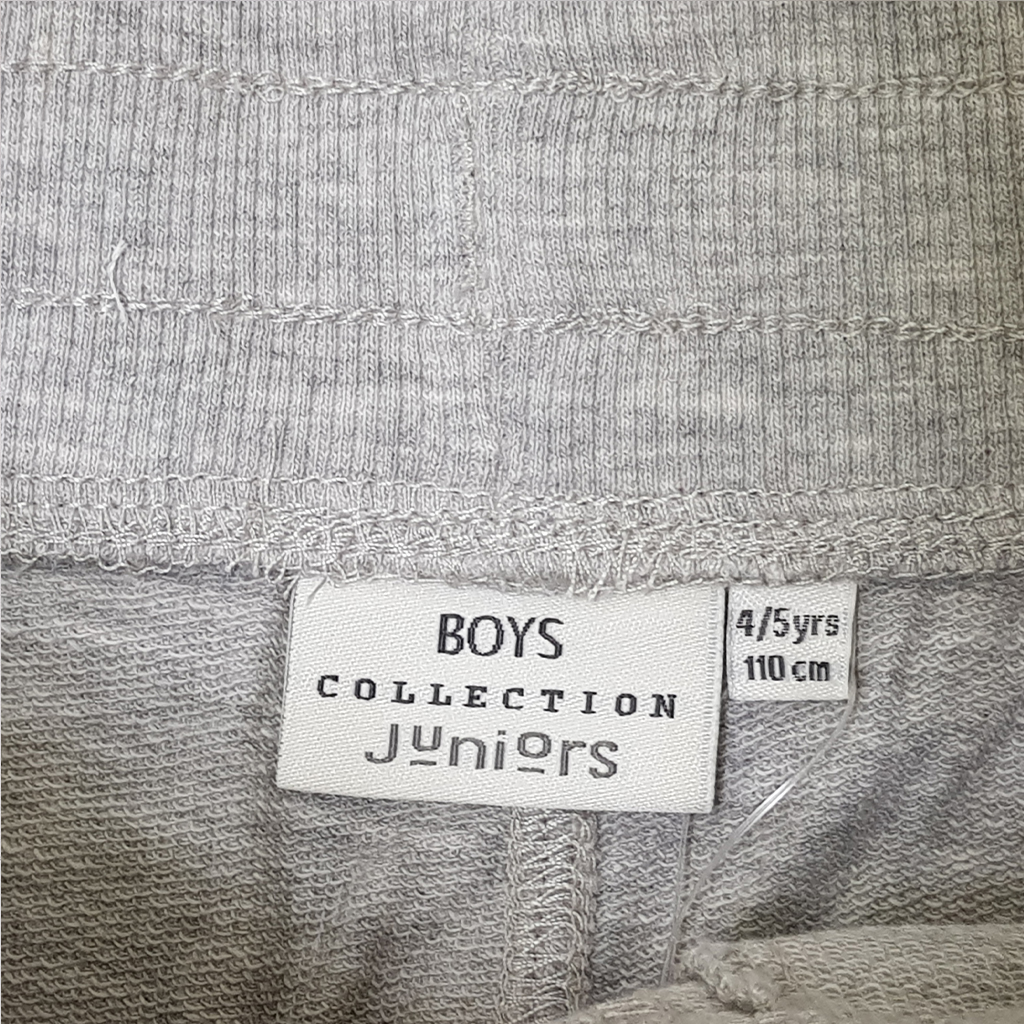 BOYS
COLLECTION
Juniors
4/5yrs
110 cm